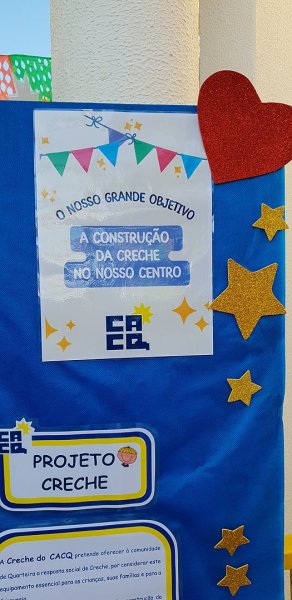 O NOSSO GRANDE OBJETIVO
A CONSTRUÇÃO
DA CRECHE
NO NOSSO CENTRO
CACQ
CACQ
PROJETO
CRECHE
A Creche do CACQ pretende oferecer à comunidade
de Quarteira a resposta social de Creche, por considerar este
equipamento essencial para as crianças, suas famílias e para a